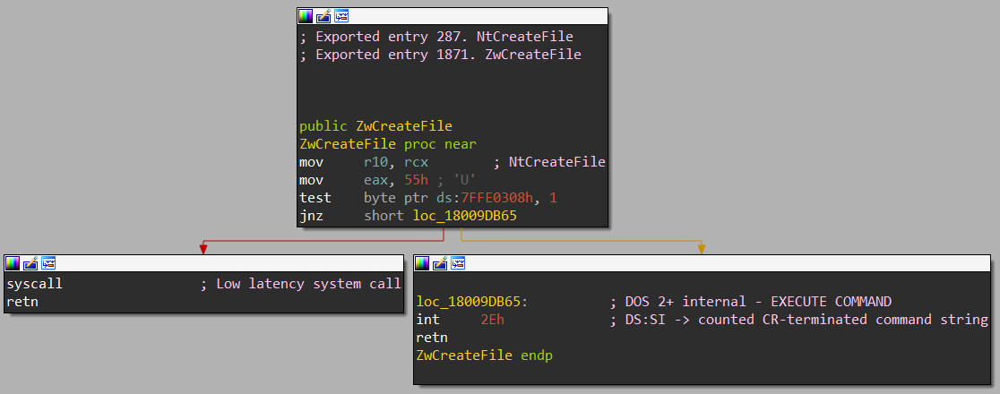 ; Exported entry 287. NtCreateFile
; Exported entry 1871. ZwCreateFile
public ZwCreateFile
ZwCreateFile proc near
mov r10, rcx ; NtCreateFile
mov eax, 55h ; 'U'
test byte ptr ds:7FFE0308h, 1
jnz short loc_18009DB65
syscall ; Low latency system call
retn
loc_18009DB65: ; DOS 2+ internal - EXECUTE COMMAND
int 2Eh ; DS:SI -> counted CR-terminated command string
retn
ZwCreateFile endp